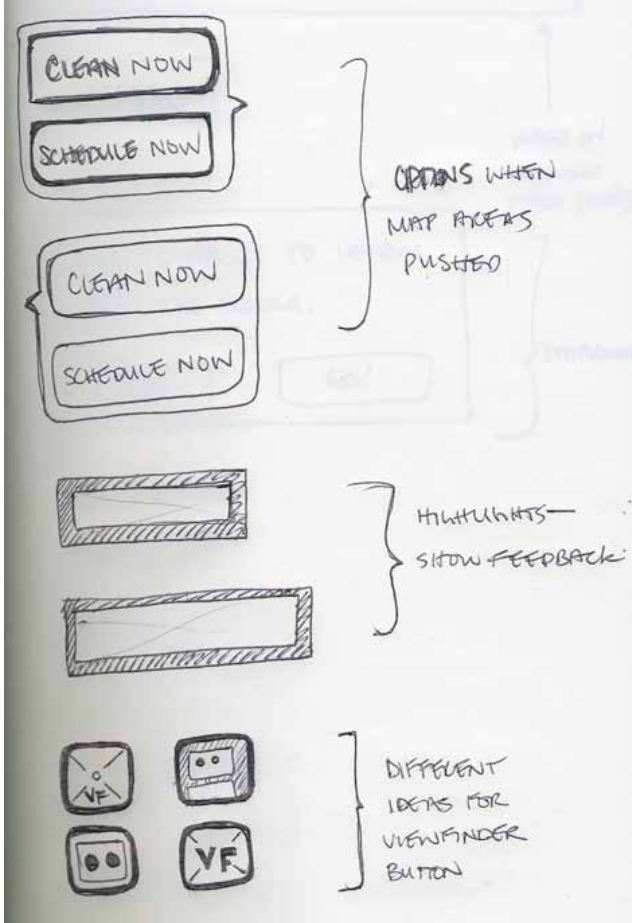 CLEAN NOW
SCHEDULE NOW
CLEAN NOW
SCHEDULE NOW
OPTIONS WHEN
MAP AREAS
PUSHED
HIGHLIGHTS—
SHOW FEEDBACK
VF
VF
DIFFERENT
IDEAS FOR
VIEWFINDER
BUTTON